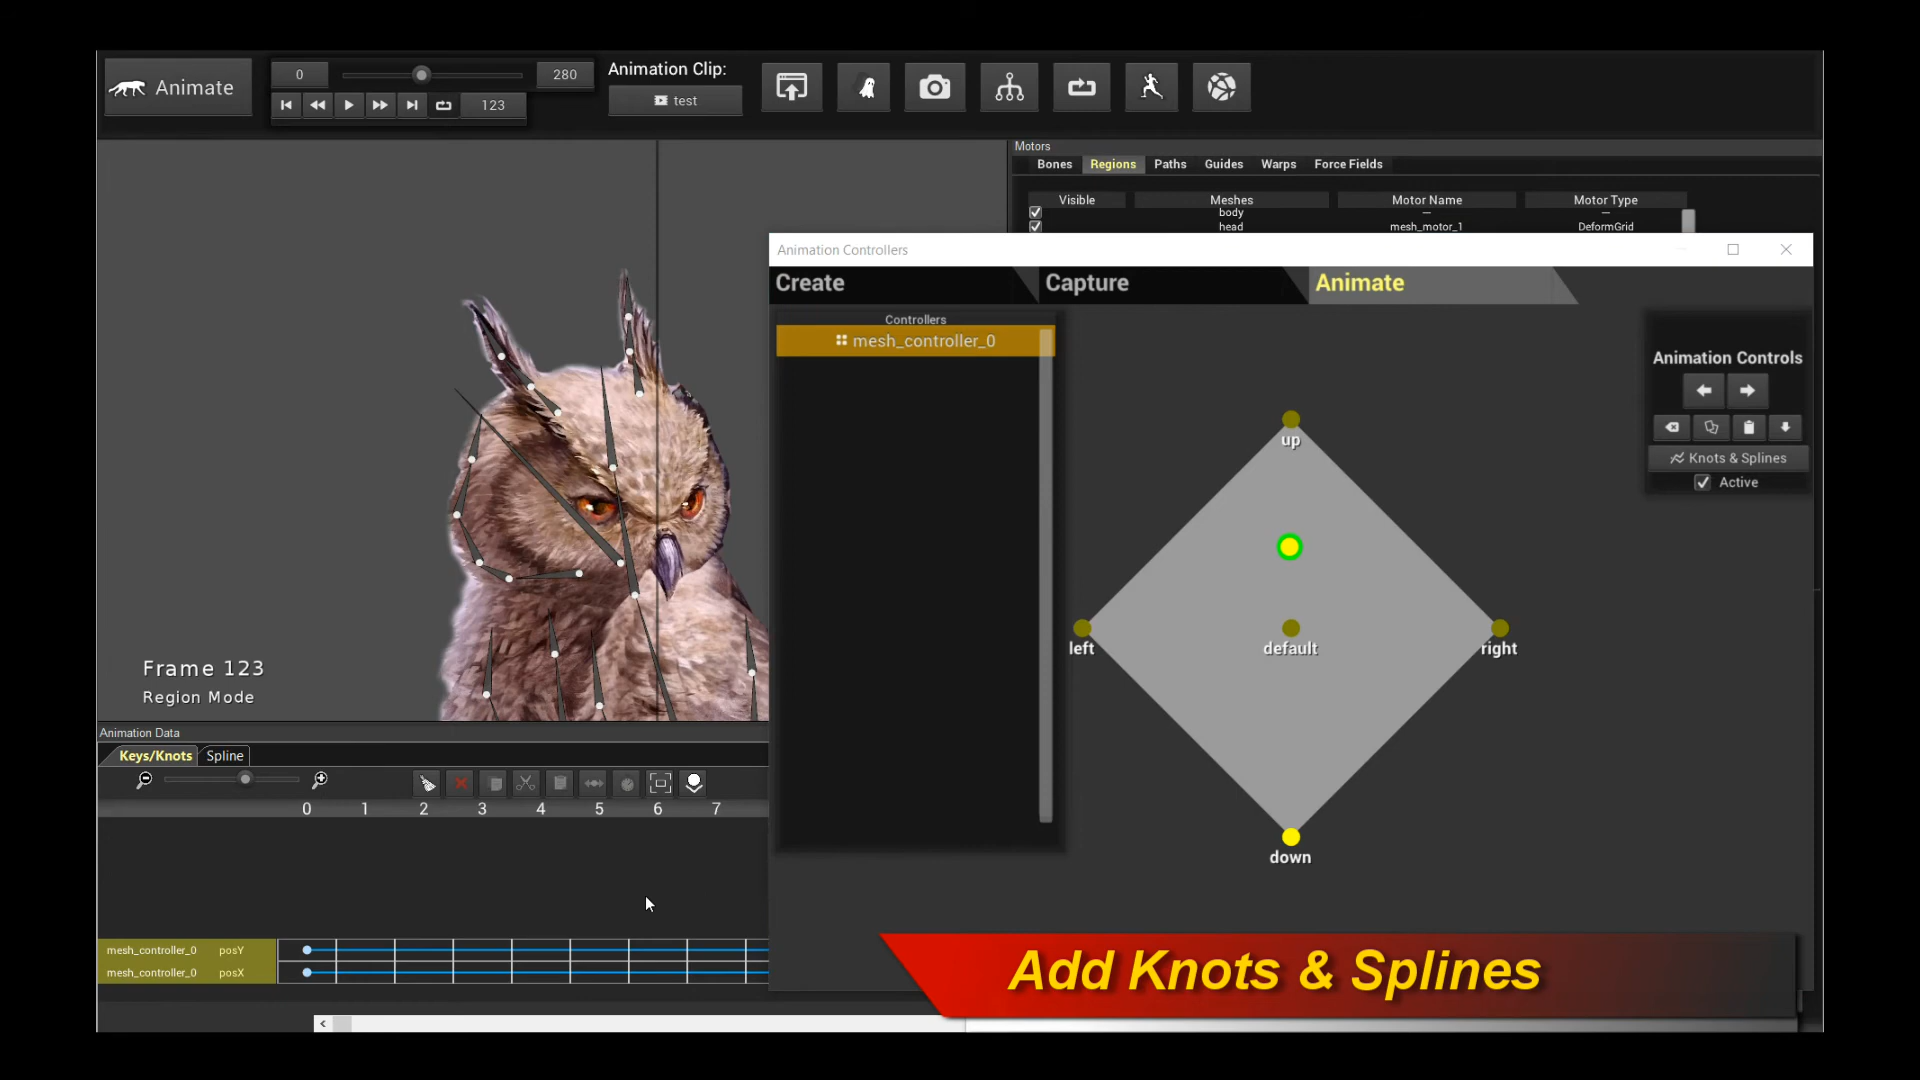 Animate
0
280
123
Animation Clip:
test
Motors
Bones Regions Paths Guides Warps Force Fields
Visible Meshes Motor Name Motor Type
body — —
head mesh_motor_1 DeformGrid
Animation Controllers
Create Capture Animate
Controllers
mesh_controller_0
Animation Controls
Knots & Splines
Active
up
left
default
right
down
Frame 123
Region Mode
Animation Data
Keys/Knots Spline
0 1 2 3 4 5 6 7
mesh_controller_0 posY
mesh_controller_0 posX
Add Knots & Splines